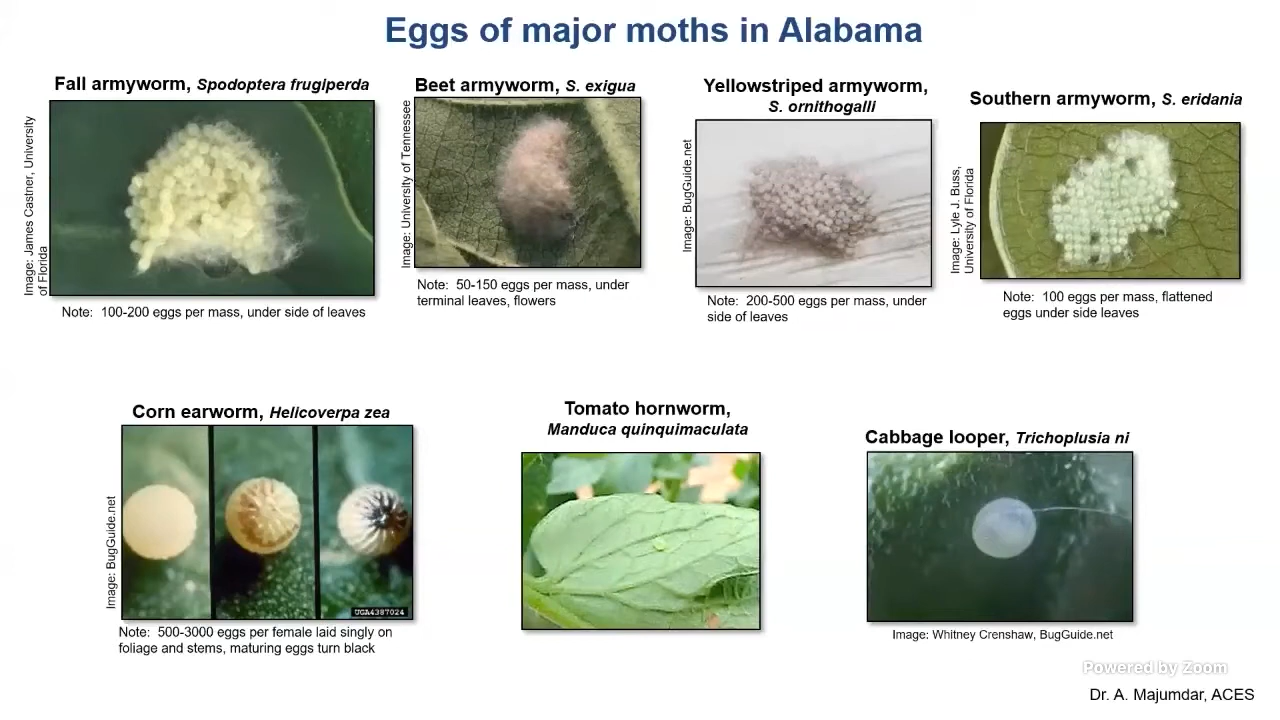 Eggs of major moths in Alabama
Fall armyworm, Spodoptera frugiperda
Image: James Castner, University
of Florida
Note: 100-200 eggs per mass, under side of leaves
Beet armyworm, S. exigua
Image: University of Tennessee
Note: 50-150 eggs per mass, under
terminal leaves, flowers
Yellowstriped armyworm,
S. ornithogalli
Image: BugGuide.net
Note: 200-500 eggs per mass, under
side of leaves
Southern armyworm, S. eridania
Image: Lyle J. Buss,
University of Florida
Note: 100 eggs per mass, flattened
eggs under side leaves
Corn earworm, Helicoverpa zea
Image: BugGuide.net
UGA4387024
Note: 500-3000 eggs per female laid singly on
foliage and stems, maturing eggs turn black
Tomato hornworm,
Manduca quinquimaculata
Cabbage looper, Trichoplusia ni
Image: Whitney Crenshaw, BugGuide.net
Powered by Zoom
Dr. A. Majumdar, ACES